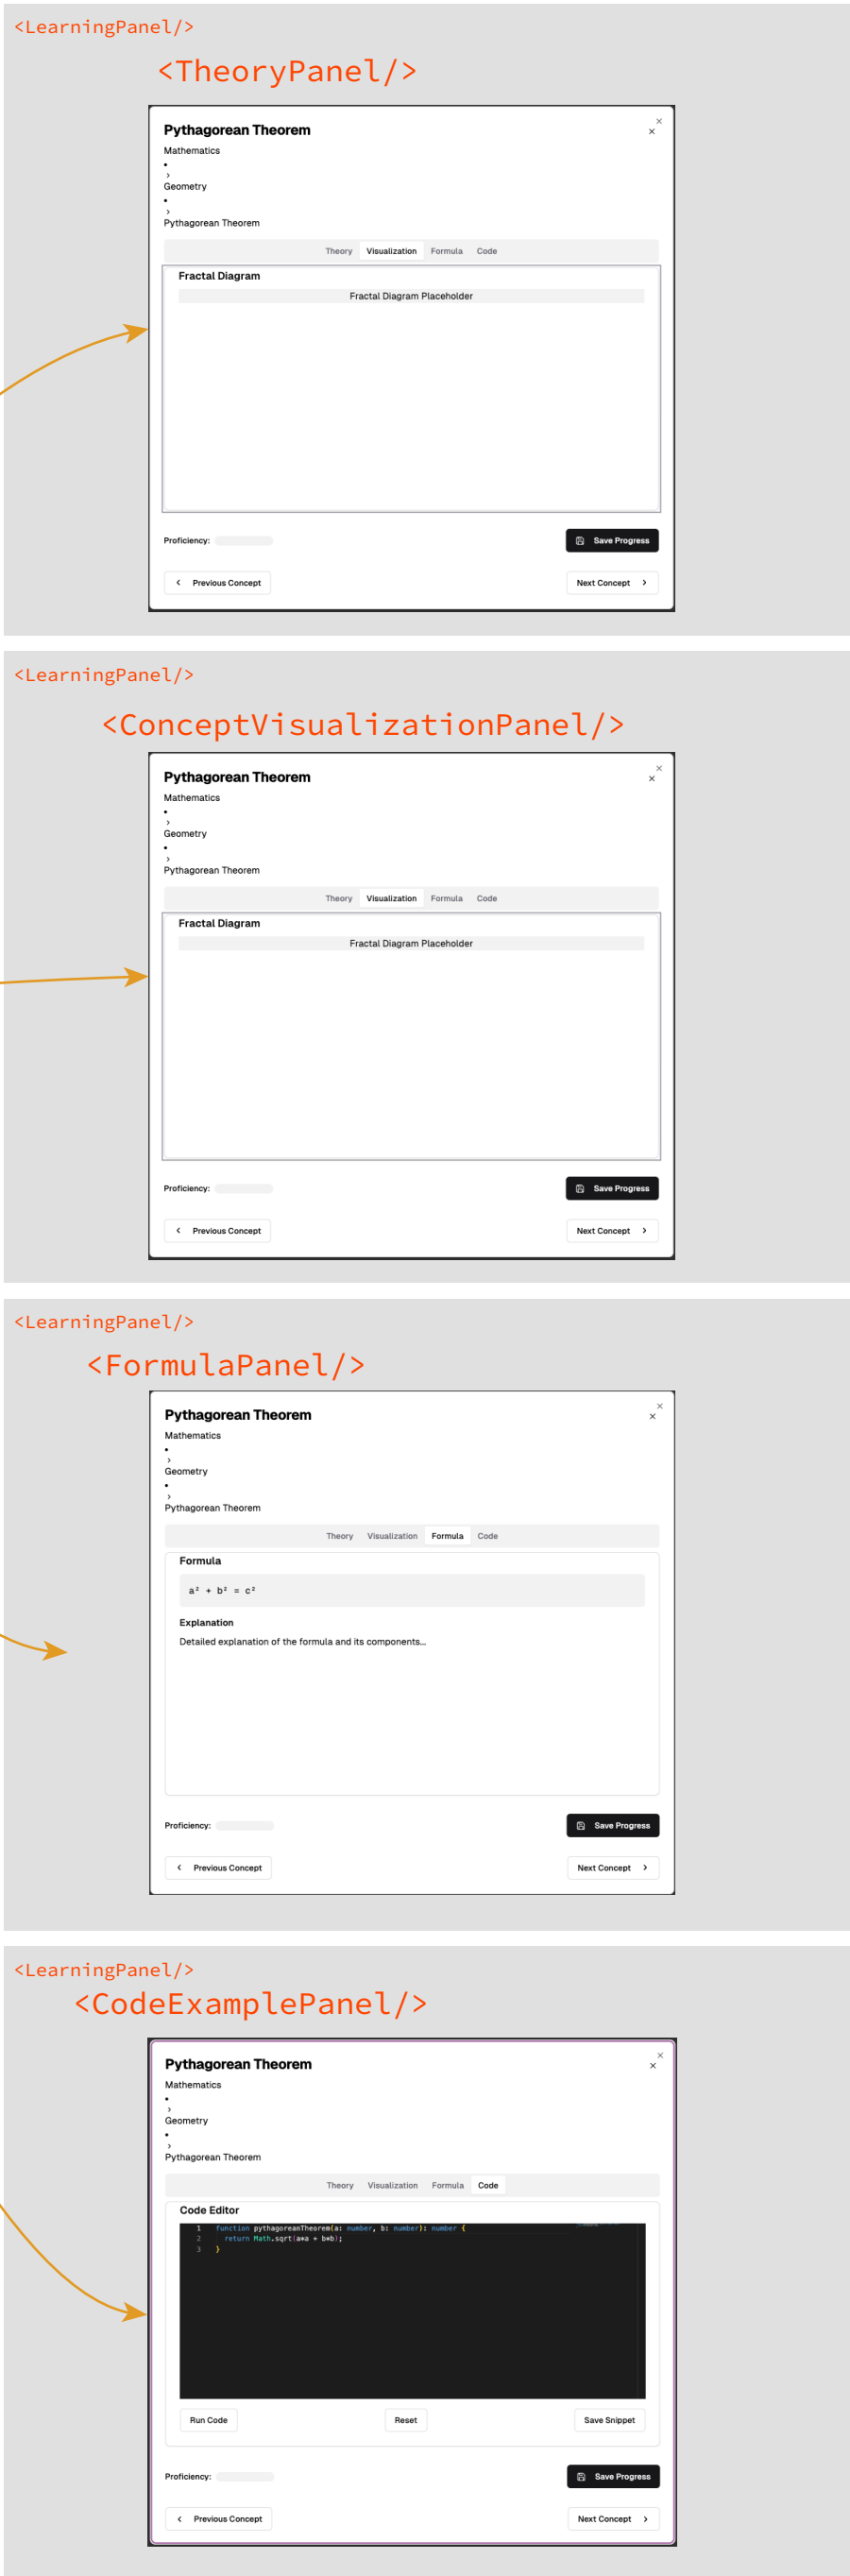 <LearningPanel/>
<TheoryPanel/>
Pythagorean Theorem
Mathematics
Geometry
Pythagorean Theorem
Theory Visualization Formula Code
Fractal Diagram
Fractal Diagram Placeholder
Proficiency:
Save Progress
Previous Concept
Next Concept
<LearningPanel/>
<ConceptVisualizationPanel/>
Pythagorean Theorem
Mathematics
Geometry
Pythagorean Theorem
Theory Visualization Formula Code
Fractal Diagram
Fractal Diagram Placeholder
Proficiency:
Save Progress
Previous Concept
Next Concept
<LearningPanel/>
<FormulaPanel/>
Pythagorean Theorem
Mathematics
Geometry
Pythagorean Theorem
Theory Visualization Formula Code
Formula
a² + b² = c²
Explanation
Detailed explanation of the formula and its components...
Proficiency:
Save Progress
Previous Concept
Next Concept
<LearningPanel/>
<CodeExamplePanel/>
Pythagorean Theorem
Mathematics
Geometry
Pythagorean Theorem
Theory Visualization Formula Code
Code Editor
1 function pythagoreanTheorem(a: number, b: number): number {
2 return Math.sqrt(a*a + b*b);
3 }
Run Code
Reset
Save Snippet
Proficiency:
Save Progress
Previous Concept
Next Concept